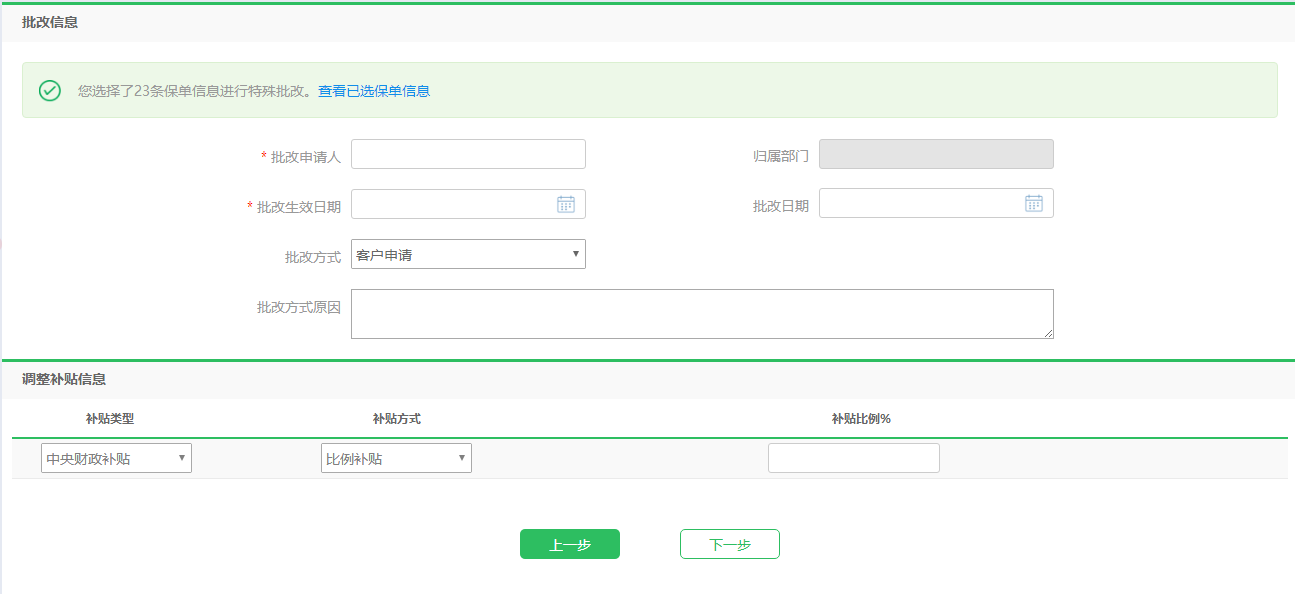 批改信息
您选择了23条保单信息进行特殊批改。查看已选保单信息
* 批改申请人 归属部门
* 批改生效日期 批改日期
批改方式 客户申请
批改方式原因
调整补贴信息
补贴类型 补贴方式 补贴比例%
中央财政补贴 比例补贴
上一步 下一步